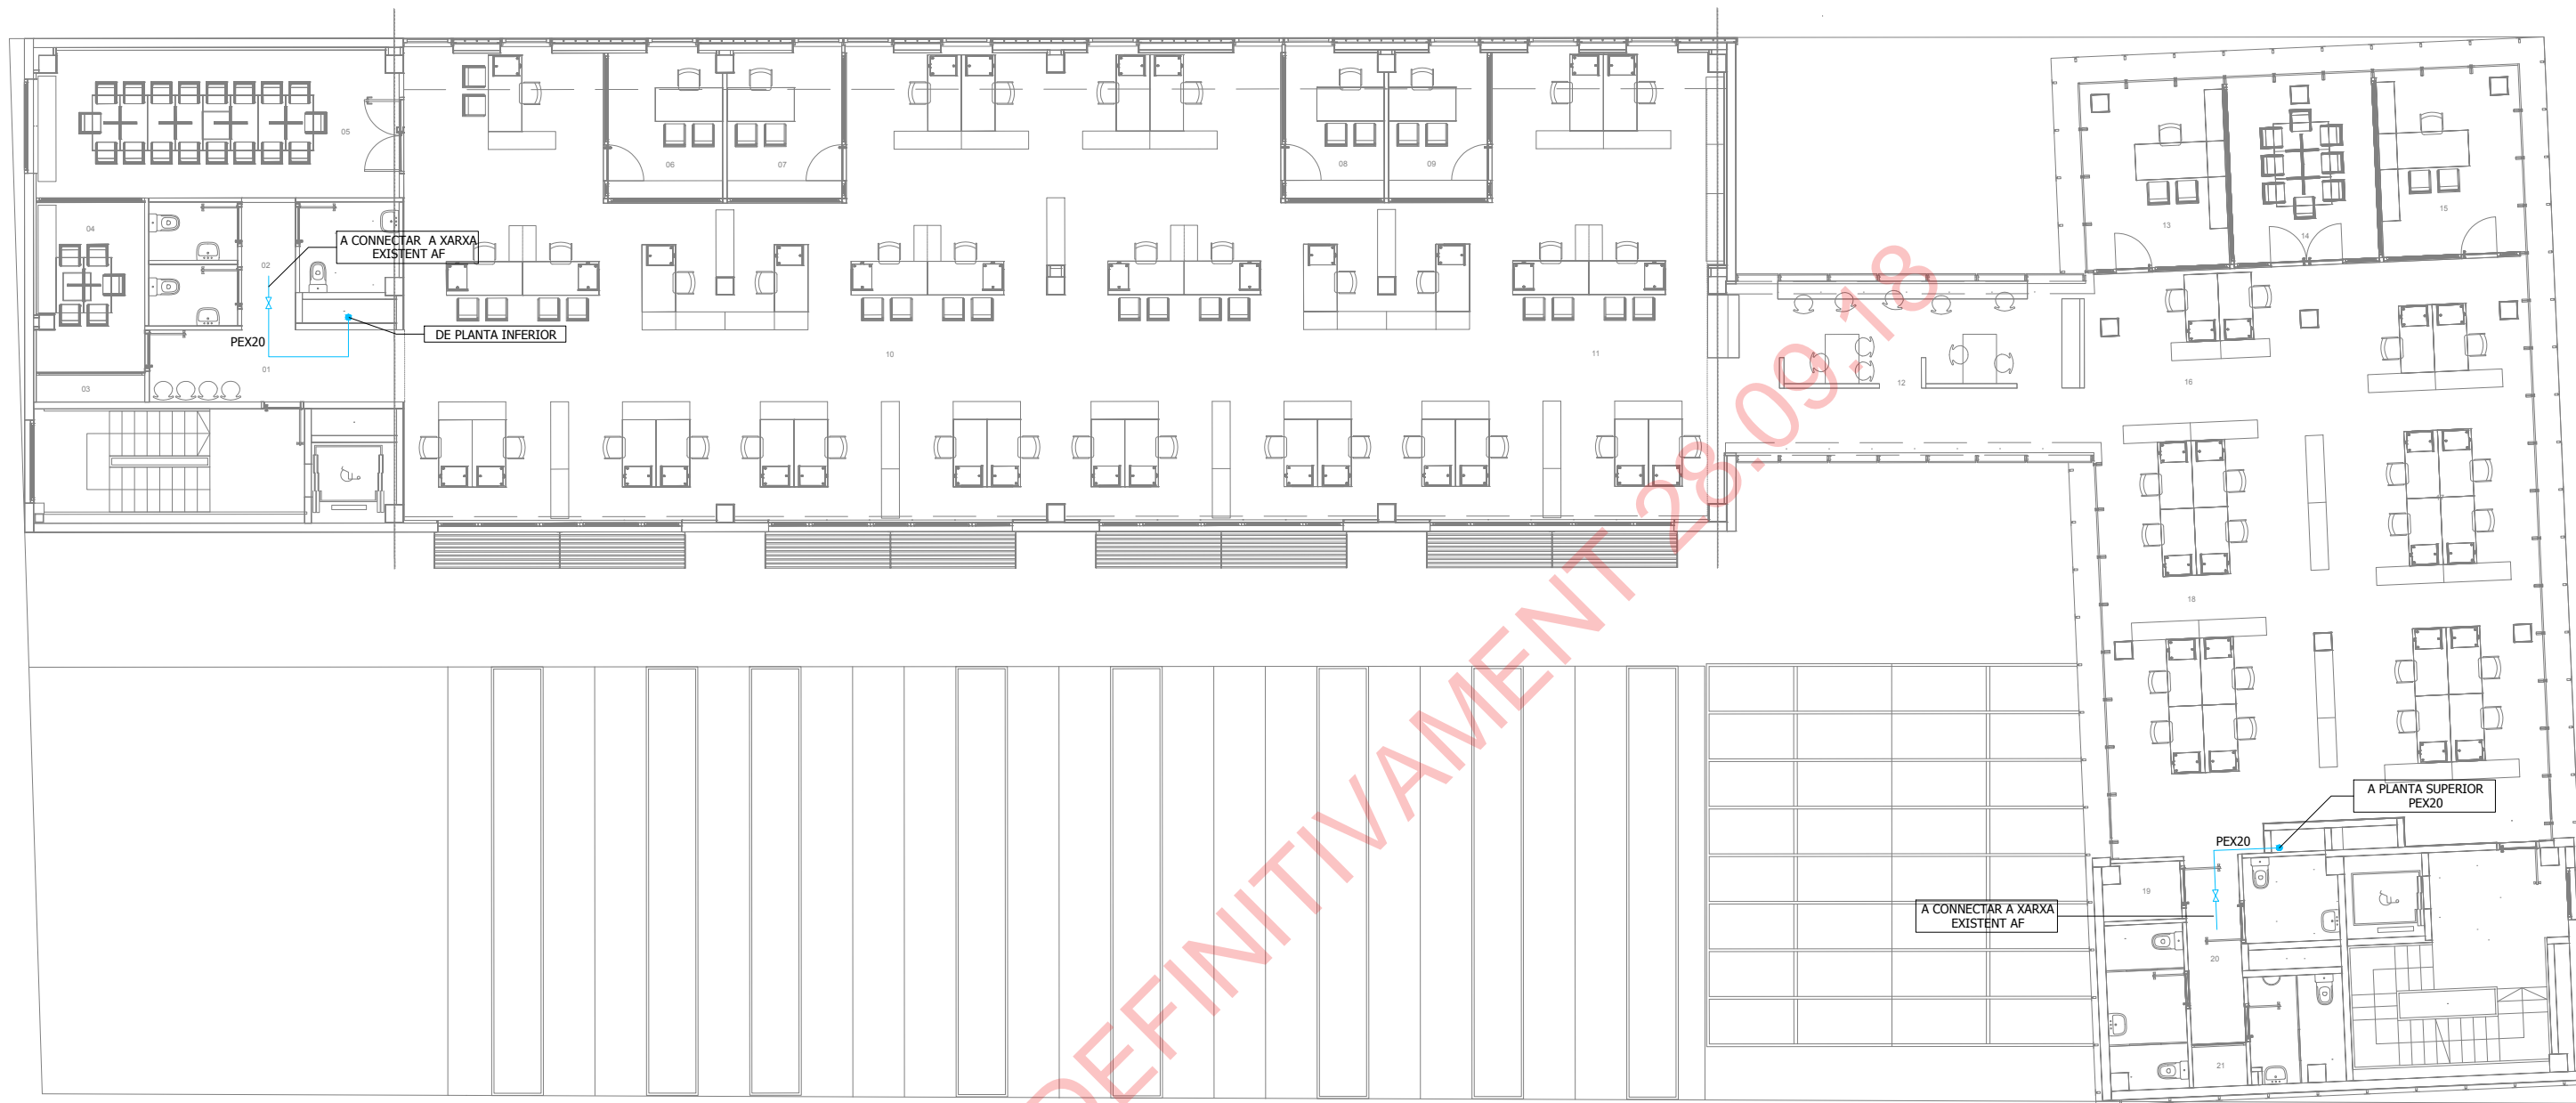 05
06
07
08
09
13
14
15
04
02
A CONNECTAR A XARXA
EXISTENT AF
DE PLANTA INFERIOR
PEX20
01
03
10
11
12
16
17
18
A PLANTA SUPERIOR
PEX20
PEX20
19
A CONNECTAR A XARXA
EXISTENT AF
20
21
DEFINITIVAMENT 28.09.18